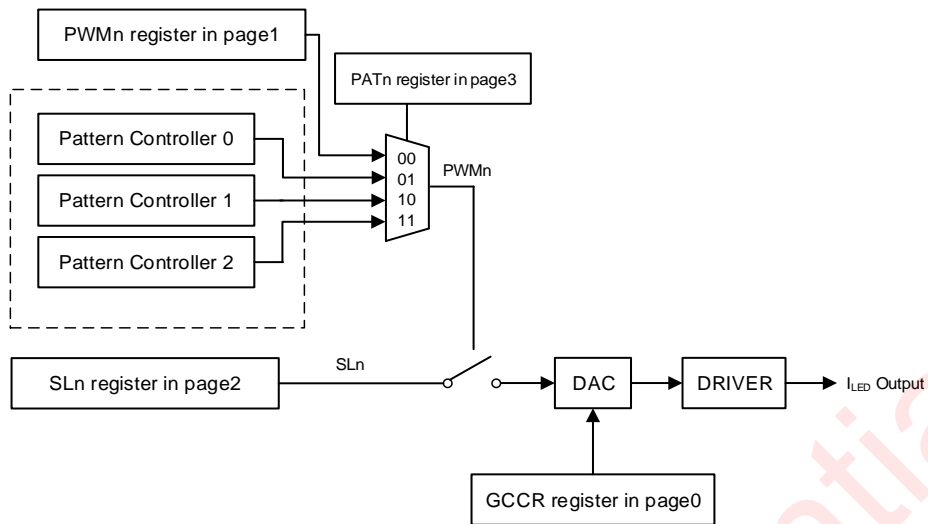 PWMn register in page1
PATn register in page3
Pattern Controller 0
Pattern Controller 1
Pattern Controller 2
00
01
10
11
PWMn
SLn register in page2
SLn
DAC
DRIVER
ILED Output
GCCR register in page0